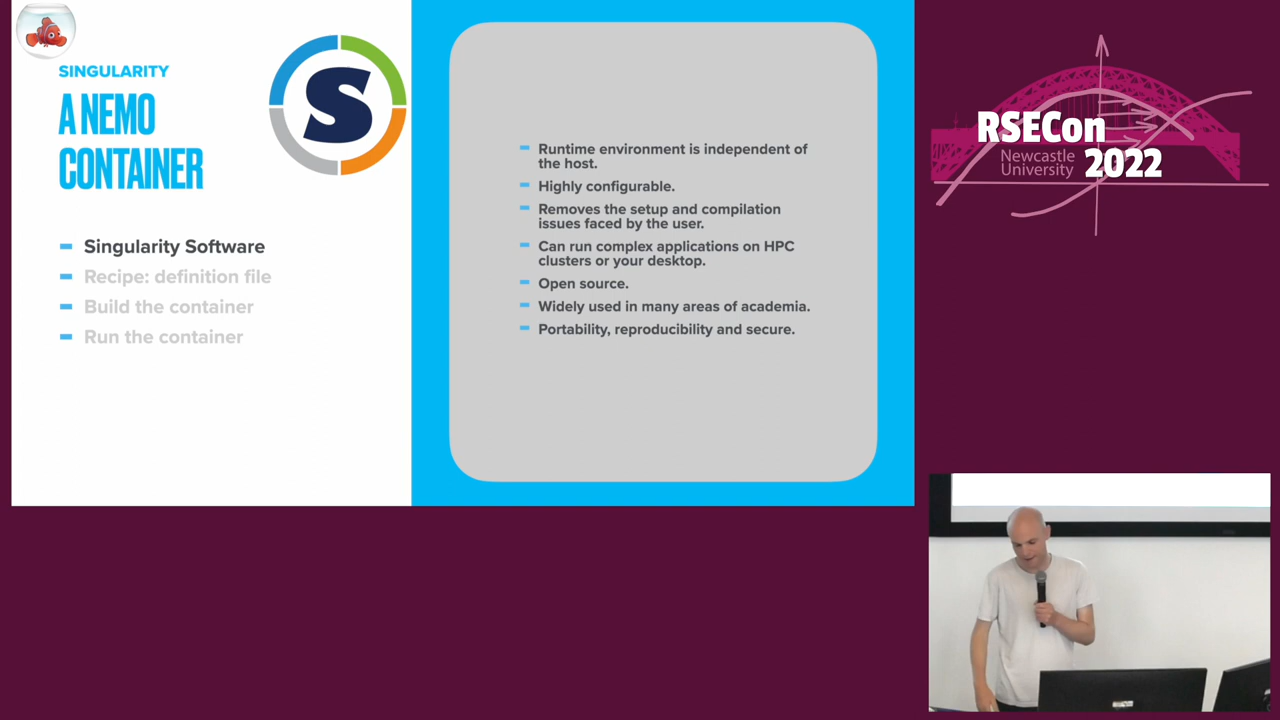 SINGULARITY
A NEMO
CONTAINER
S
Singularity Software
Recipe: definition file
Build the container
Run the container
Runtime environment is independent of
the host.
Highly configurable.
Removes the setup and compilation
issues faced by the user.
Can run complex applications on HPC
clusters or your desktop.
Open source.
Widely used in many areas of academia.
Portability, reproducibility and secure.
RSECon
Newcastle
University
2022